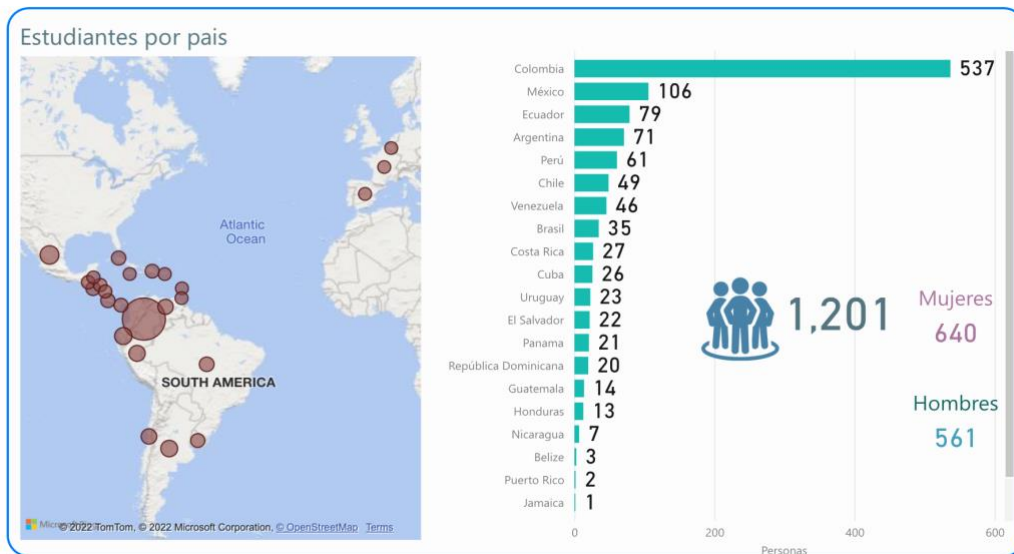 Estudiantes por pais
Atlantic
Ocean
SOUTH AMERICA
© 2022 TomTom, © 2022 Microsoft Corporation, © OpenStreetMap Terms
Colombia 537
México 106
Ecuador 79
Argentina 71
Perú 61
Chile 49
Venezuela 46
Brasil 35
Costa Rica 27
Cuba 26
Uruguay 23
El Salvador 22
Panama 21
República Dominicana 20
Guatemala 14
Honduras 13
Nicaragua 7
Belize 3
Puerto Rico 2
Jamaica 1
0 200 400 600
Personas
1,201
Mujeres
640
Hombres
561